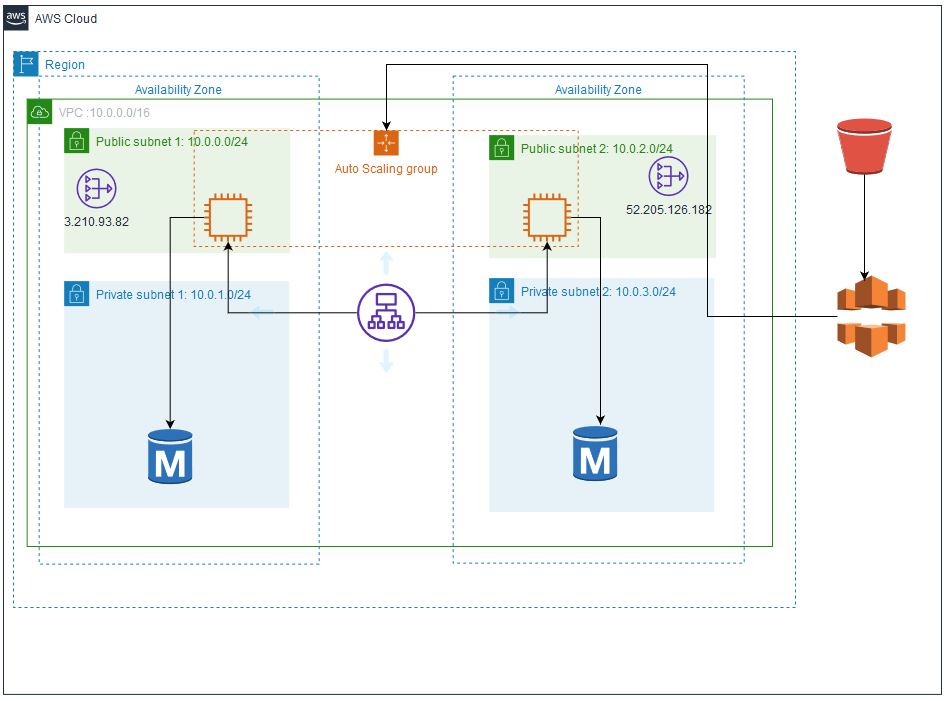 aws
AWS Cloud
Region
Availability Zone
Availability Zone
VPC :10.0.0.0/16
Public subnet 1: 10.0.0.0/24
Public subnet 2: 10.0.2.0/24
Auto Scaling group
3.210.93.82
52.205.126.182
Private subnet 1: 10.0.1.0/24
Private subnet 2: 10.0.3.0/24
M
M